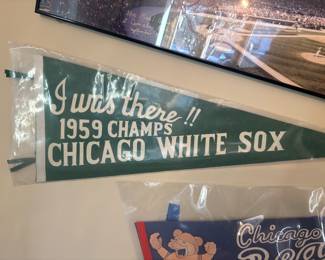 I was there!!
1959 CHAMPS
CHICAGO WHITE SOX
Chicago